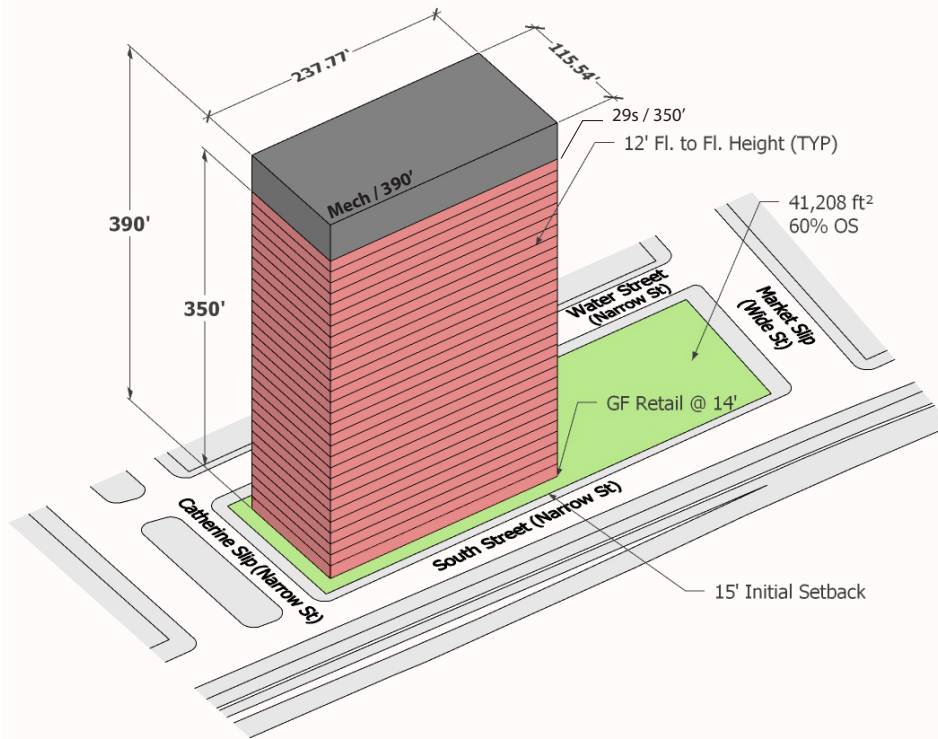 237.77'
115.54'
29s / 350'
12' Fl. to Fl. Height (TYP)
Mech / 390'
41,208 ft²
60% OS
390'
350'
Water Street
(Narrow St)
Market Slip
(Wide St)
GF Retail @ 14'
Catherine Slip (Narrow St)
South Street (Narrow St)
15' Initial Setback